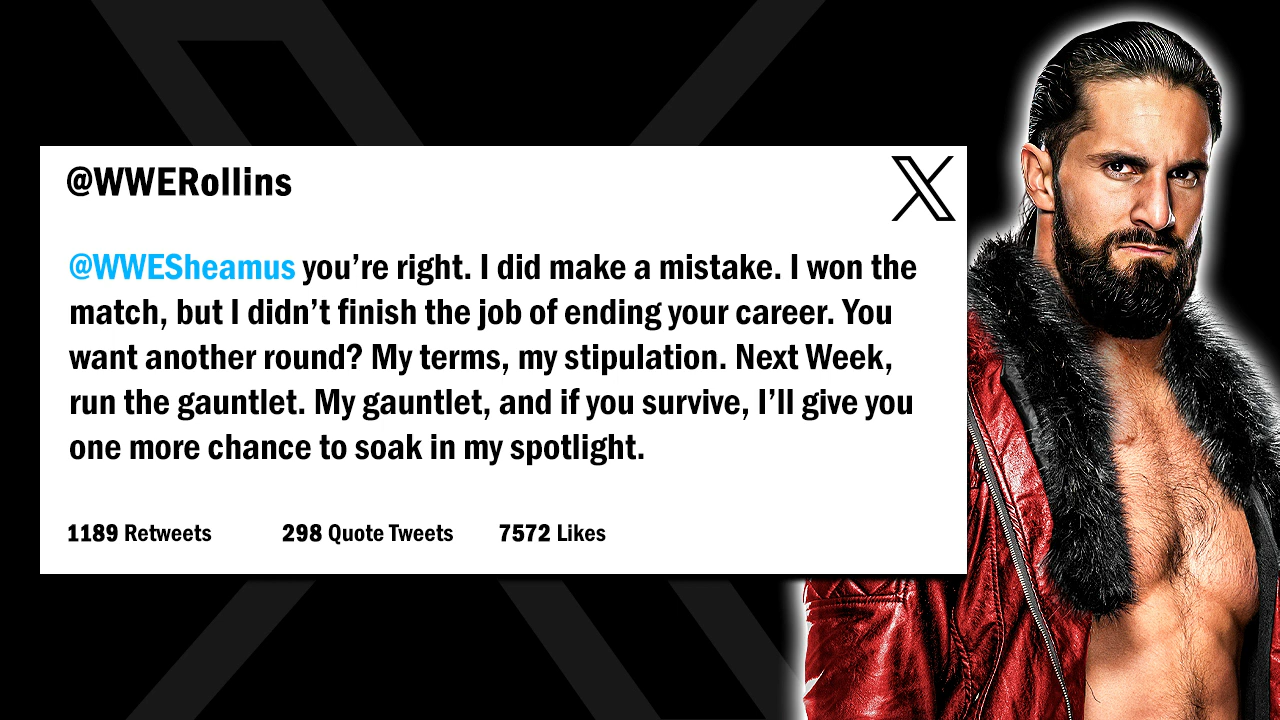 @WWERollins
@WWESheamus you’re right. I did make a mistake. I won the
match, but I didn’t finish the job of ending your career. You
want another round? My terms, my stipulation. Next Week,
run the gauntlet. My gauntlet, and if you survive, I’ll give you
one more chance to soak in my spotlight.
1189 Retweets 298 Quote Tweets 7572 Likes